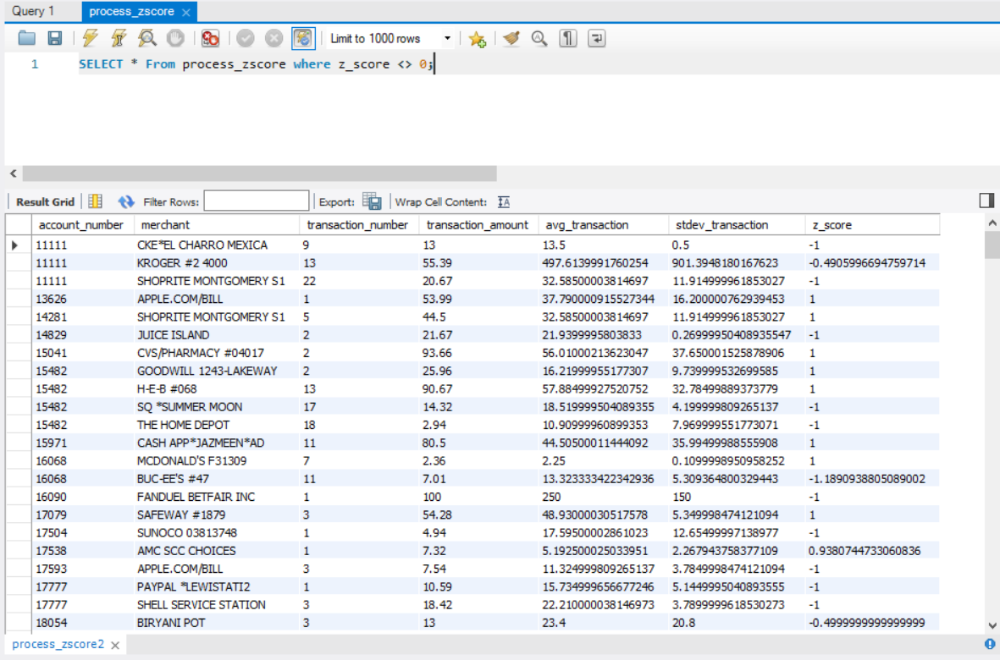 Query 1 process_zscore
Limit to 1000 rows
1 SELECT * From process_zscore where z_score <> 0;
Result Grid Filter Rows: Export: Wrap Cell Content:
account_number merchant transaction_number transaction_amount avg_transaction stdev_transaction z_score
11111 CKE*EL CHARRO MEXICA 9 13 13.5 0.5 -1
11111 KROGER #2 4000 13 55.39 497.6139991760254 901.3948180167623 -0.4905996694759714
11111 SHOPRITE MONTGOMERY S1 22 20.67 32.58500003814697 11.914999961853027 -1
13626 APPLE.COM/BILL 1 53.99 37.790000915527344 16.200000762939453 1
14281 SHOPRITE MONTGOMERY S1 5 44.5 32.58500003814697 11.914999961853027 1
14829 JUICE ISLAND 2 21.67 21.9399995803833 0.26999950408935547 -1
15041 CVS/PHARMACY #04017 2 93.66 56.01000213623047 37.650001525878906 1
15482 GOODWILL 1243-LAKEWAY 2 25.96 16.21999955177307 9.739999532699585 1
15482 H-E-B #068 13 90.67 57.88499927520752 32.78499889373779 1
15482 SQ *SUMMER MOON 17 14.32 18.519999504089355 4.199999809265137 -1
15482 THE HOME DEPOT 18 2.94 10.90999960899353 7.969999551773071 -1
15971 CASH APP*JAZMEEN*AD 11 80.5 44.50500011444092 35.99499988555908 1
16068 MCDONALD'S F31309 7 2.36 2.25 0.1099998950958252 1
16068 BUC-EE'S #47 11 7.01 13.323333422342936 5.309364800329443 -1.1890938805089002
16090 FANDUEL BETFAIR INC 1 100 250 150 -1
17079 SAFEWAY #1879 3 54.28 48.93000030517578 5.349998474121094 1
17504 SUNOCO 03813748 1 4.94 17.59500002861023 12.65499997138977 -1
17538 AMC SCC CHOICES 1 7.32 5.192500025033951 2.267943758377109 0.9380744733060836
17593 APPLE.COM/BILL 3 7.54 11.324999809265137 3.7849998474121094 -1
17777 PAYPAL *LEWISTATI2 1 10.59 15.734999656677246 5.1449995040893555 -1
17777 SHELL SERVICE STATION 3 18.42 22.210000038146973 3.7899999618530273 -1
18054 BIRYANI POT 3 13 23.4 20.8 -0.4999999999999999
process_zscore2